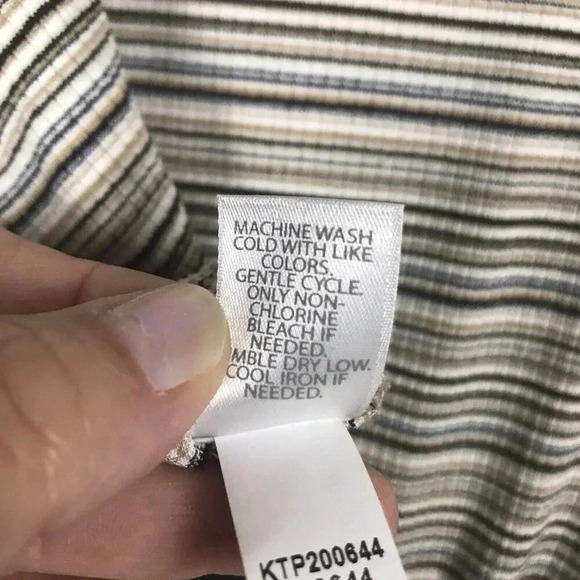 MACHINE WASH
COLD WITH LIKE
COLORS.
GENTLE CYCLE.
ONLY NON-
CHLORINE
BLEACH IF
NEEDED.
MBLE DRY LOW.
COOL IRON IF
NEEDED.
KTP200644